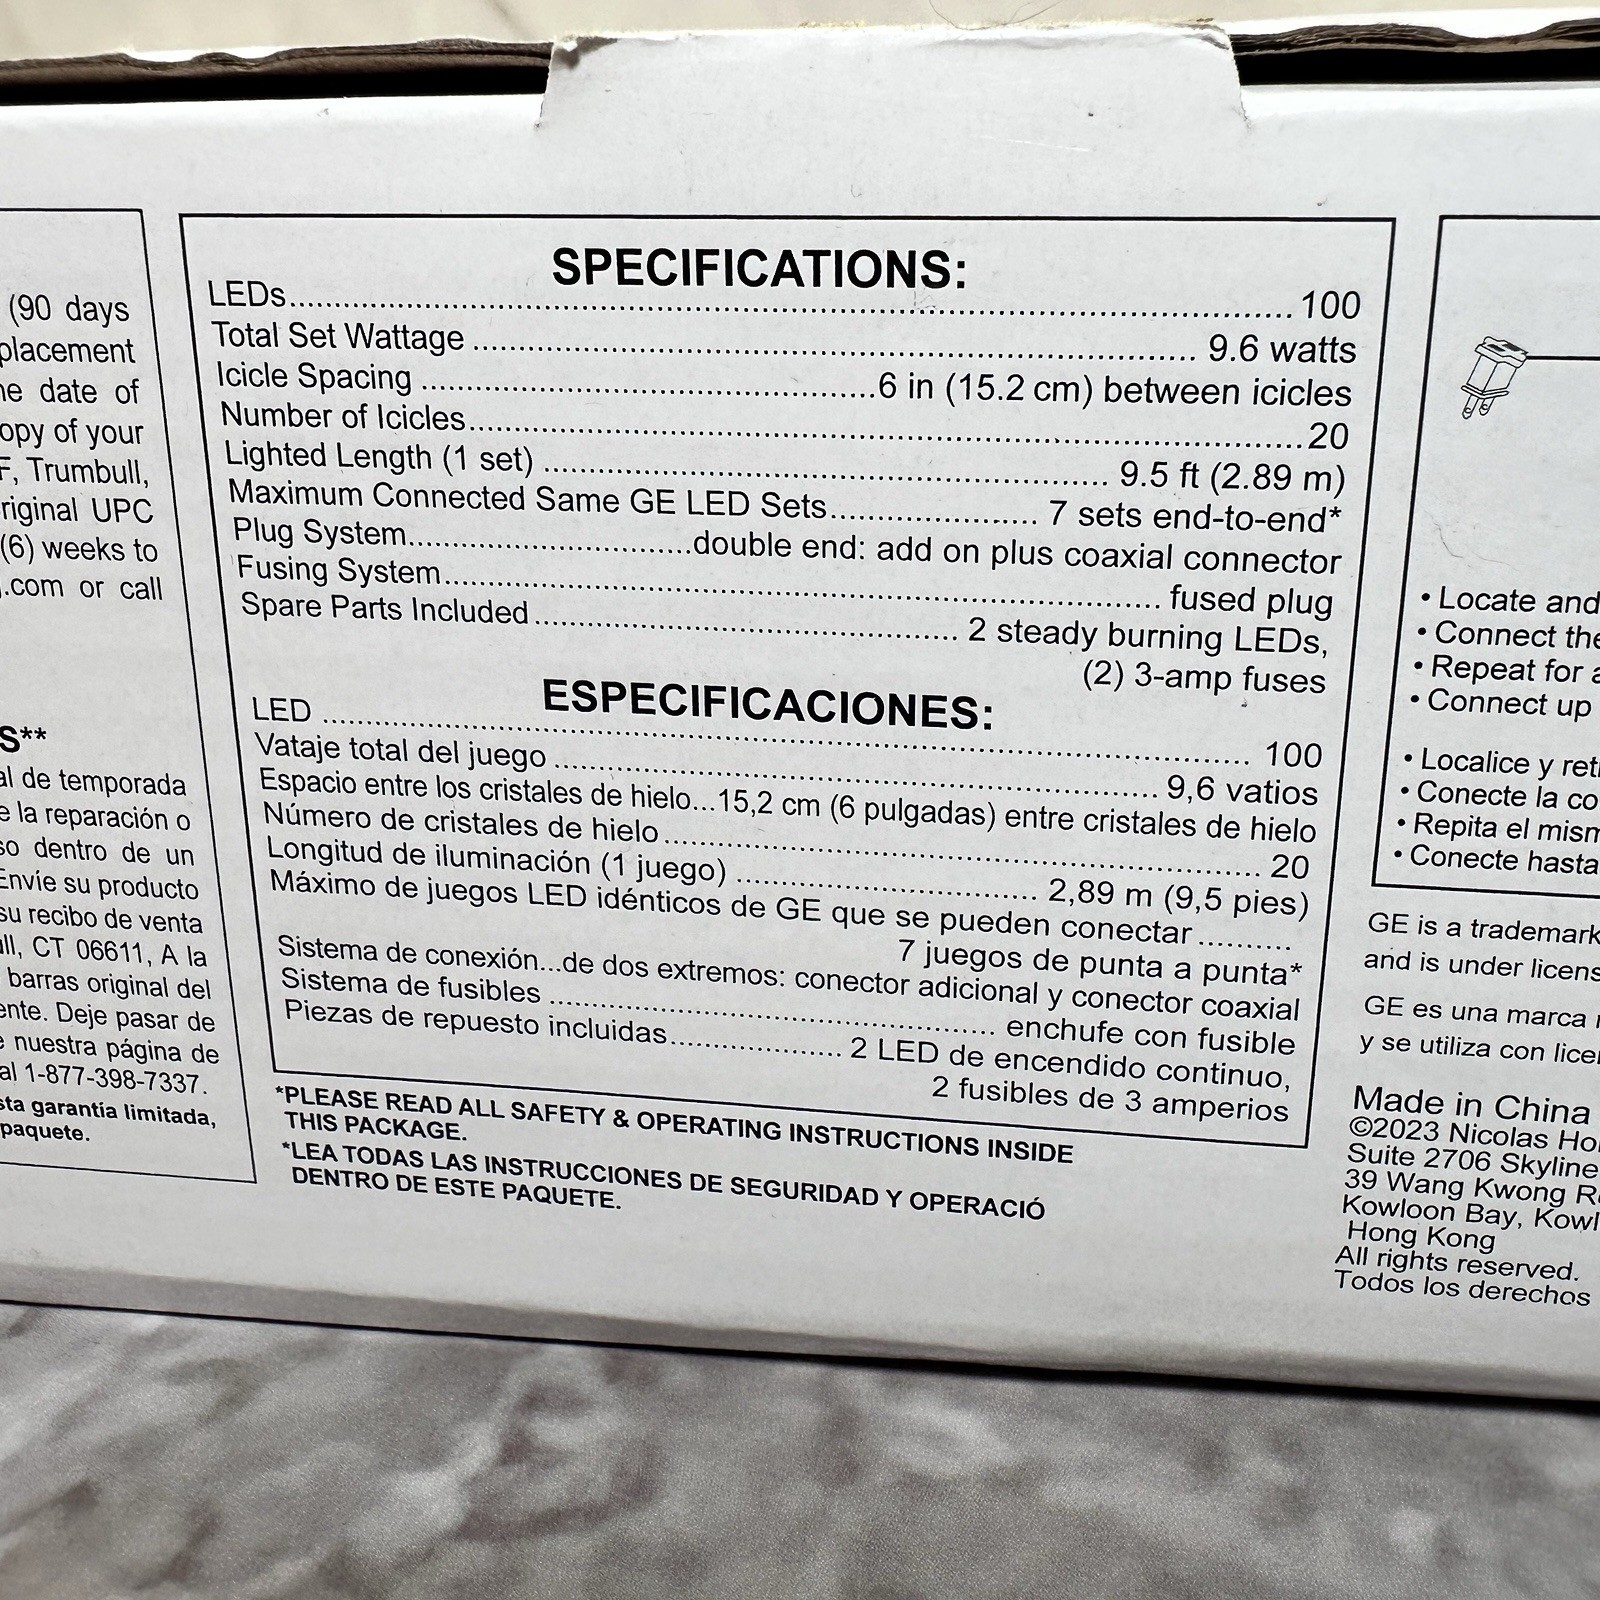 (90 days
placement
date of
opy of your
F, Trumbull,
riginal UPC
(6) weeks to
.com or call
S**
al de temporada
e la reparación o
so dentro de un
Envíe su producto
su recibo de venta
ll, CT 06611, A la
barras original del
ente. Deje pasar de
e nuestra página de
al 1-877-398-7337.
sta garantía limitada,
paquete.
SPECIFICATIONS:
LEDs 100
Total Set Wattage 9.6 watts
Icicle Spacing 6 in (15.2 cm) between icicles
Number of Icicles 20
Lighted Length (1 set) 9.5 ft (2.89 m)
Maximum Connected Same GE LED Sets 7 sets end-to-end*
Plug System double end: add on plus coaxial connector
Fusing System fused plug
Spare Parts Included 2 steady burning LEDs,
(2) 3-amp fuses
ESPECIFICACIONES:
LED 100
Vataje total del juego 9,6 vatios
Espacio entre los cristales de hielo...15,2 cm (6 pulgadas) entre cristales de hielo
Número de cristales de hielo 20
Longitud de iluminación (1 juego) 2,89 m (9,5 pies)
Máximo de juegos LED idénticos de GE que se pueden conectar
7 juegos de punta a punta*
Sistema de conexión...de dos extremos: conector adicional y conector coaxial
Sistema de fusibles enchufe con fusible
Piezas de repuesto incluidas 2 LED de encendido continuo,
2 fusibles de 3 amperios
*PLEASE READ ALL SAFETY & OPERATING INSTRUCTIONS INSIDE
THIS PACKAGE.
*LEA TODAS LAS INSTRUCCIONES DE SEGURIDAD Y OPERACIÓ
DENTRO DE ESTE PAQUETE.
• Locate and
• Connect the
• Repeat for a
• Connect up
• Localice y reti
• Conecte la co
• Repita el mism
• Conecte hasta
GE is a trademark
and is under licens
GE es una marca
y se utiliza con lice
Made in China
©2023 Nicolas Ho
Suite 2706 Skyline
39 Wang Kwong R
Kowloon Bay, Kowl
Hong Kong
All rights reserved.
Todos los derechos